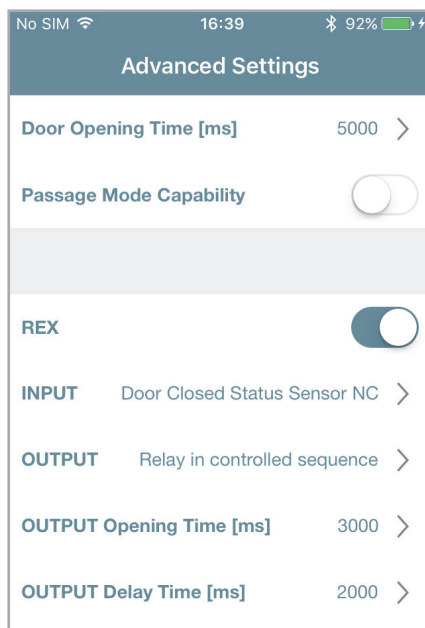 No SIM 16:39 92%
Advanced Settings
Door Opening Time [ms] 5000
Passage Mode Capability
REX
INPUT Door Closed Status Sensor NC
OUTPUT Relay in controlled sequence
OUTPUT Opening Time [ms] 3000
OUTPUT Delay Time [ms] 2000